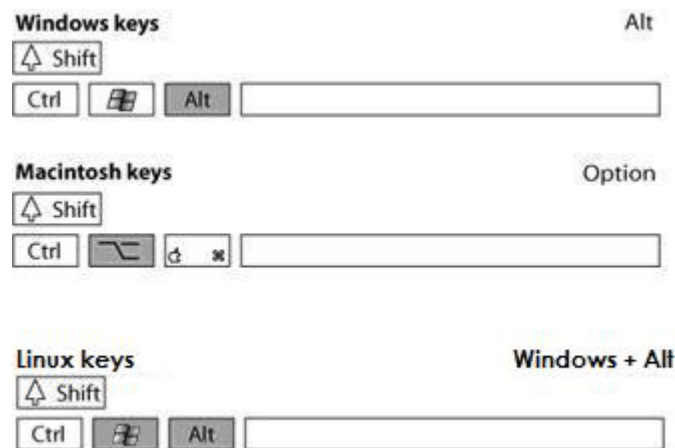 Windows keys Alt
Shift
Ctrl Alt
Macintosh keys Option
Shift
Ctrl ⌥ ⌘
Linux keys Windows + Alt
Shift
Ctrl Alt